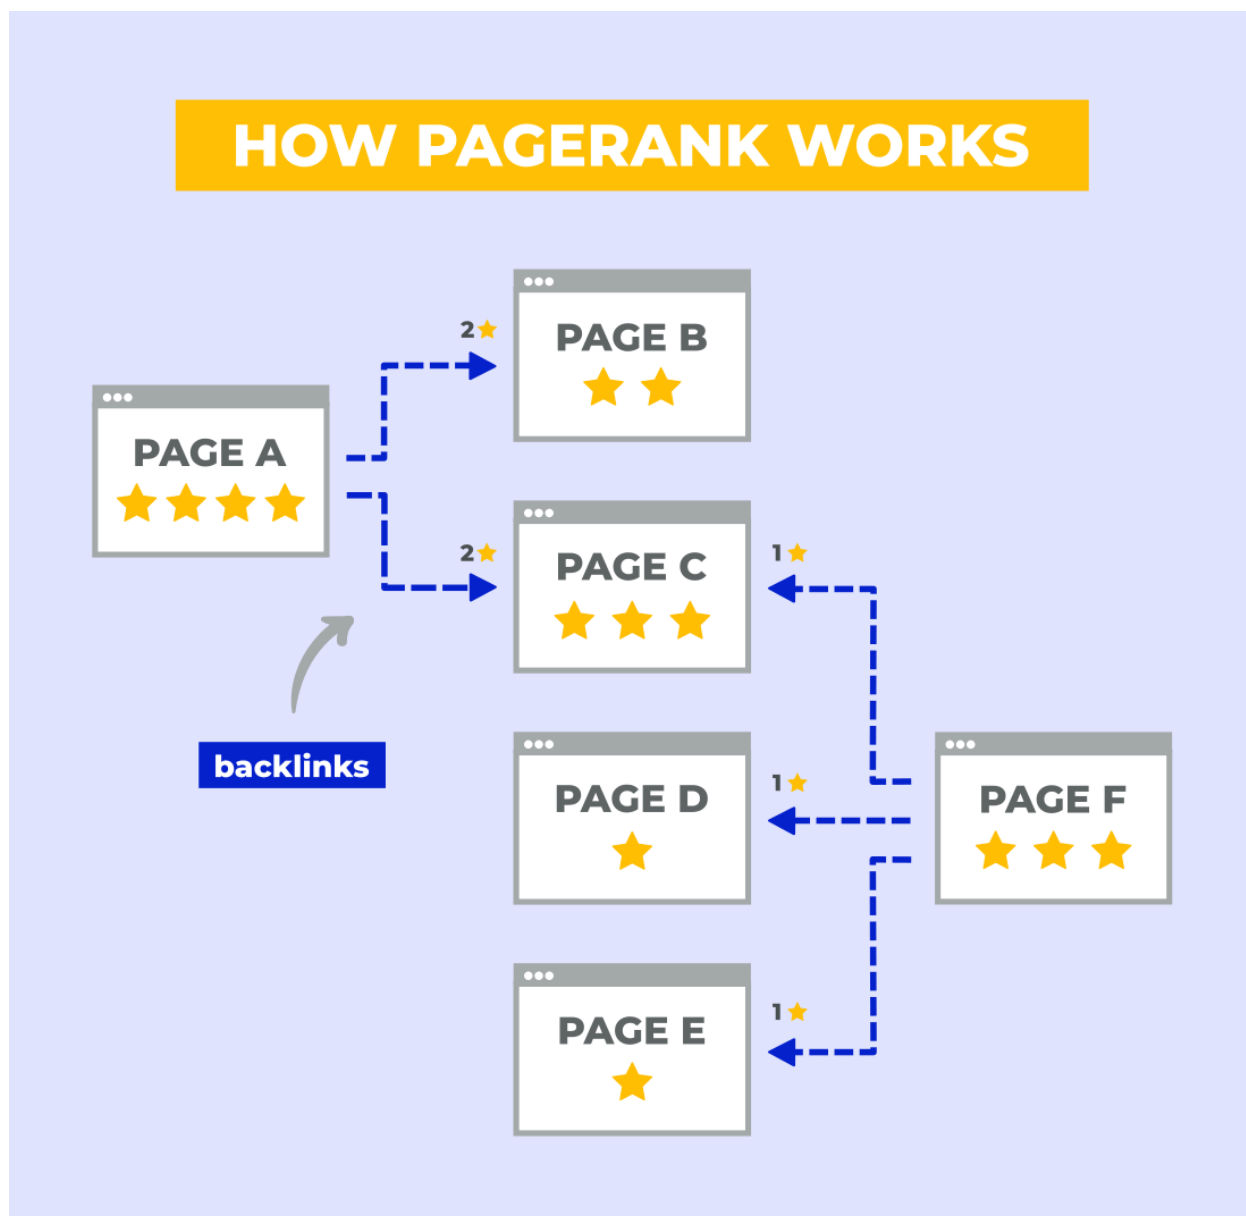 HOW PAGERANK WORKS
2
PAGE B
PAGE A
2
PAGE C
1
backlinks
1
PAGE D
PAGE F
1
PAGE E